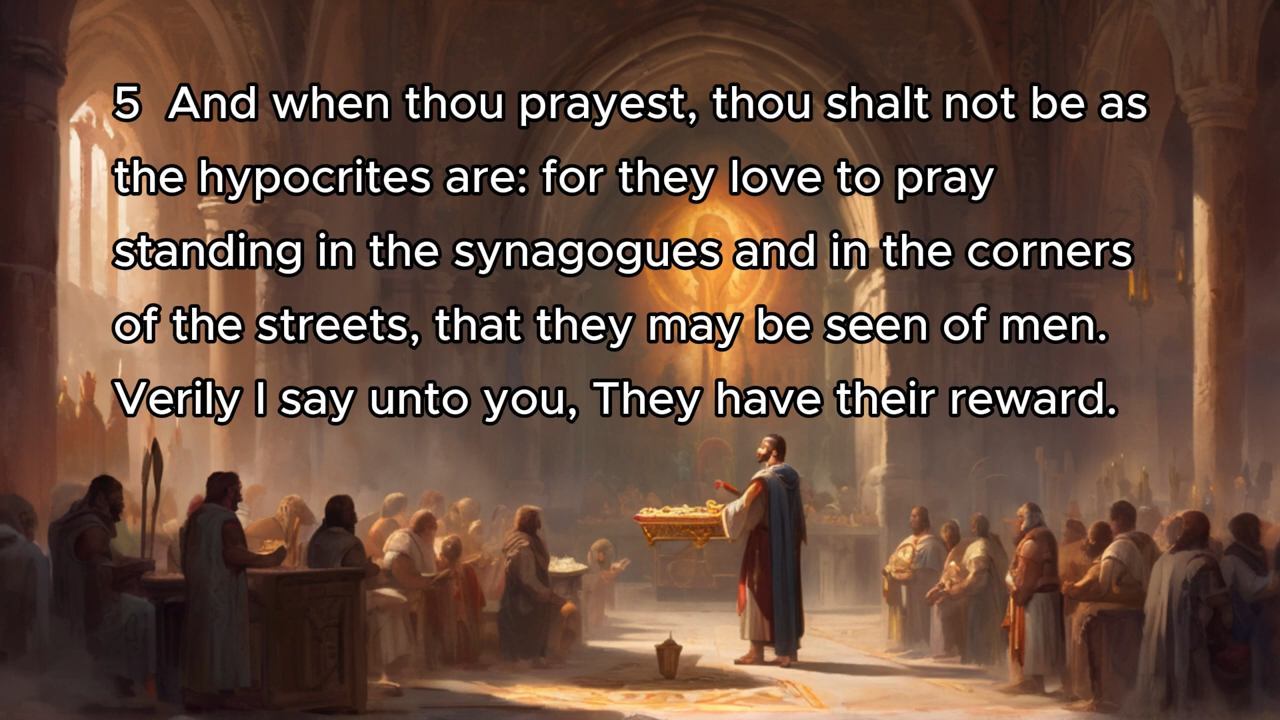 5  And when thou prayest, thou shalt not be as
the hypocrites are: for they love to pray
standing in the synagogues and in the corners
of the streets, that they may be seen of men.
Verily I say unto you, They have their reward.